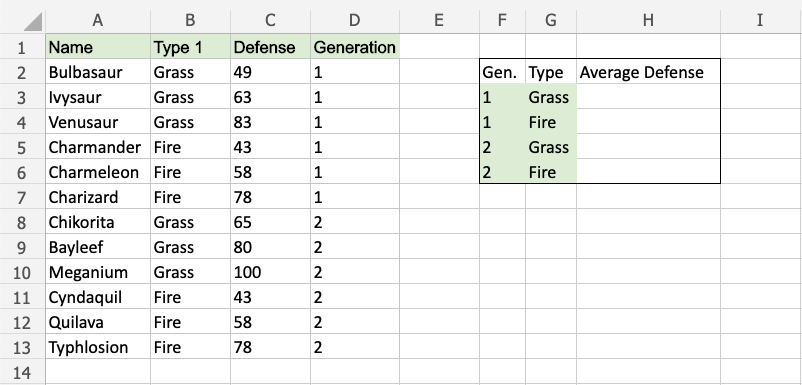 A B C D E F G H I
1 Name Type 1 Defense Generation
2 Bulbasaur Grass 49 1 Gen. Type Average Defense
3 Ivysaur Grass 63 1 1 Grass
4 Venusaur Grass 83 1 1 Fire
5 Charmander Fire 43 1 2 Grass
6 Charmeleon Fire 58 1 2 Fire
7 Charizard Fire 78 1
8 Chikorita Grass 65 2
9 Bayleef Grass 80 2
10 Meganium Grass 100 2
11 Cyndaquil Fire 43 2
12 Quilava Fire 58 2
13 Typhlosion Fire 78 2
14